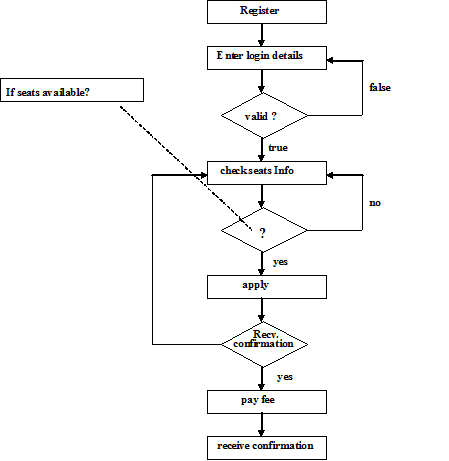 Register
Enter login details
false
If seats available?
valid ?
true
check seats Info
no
?
yes
apply
Recv.
confirmation
yes
pay fee
receive confirmation